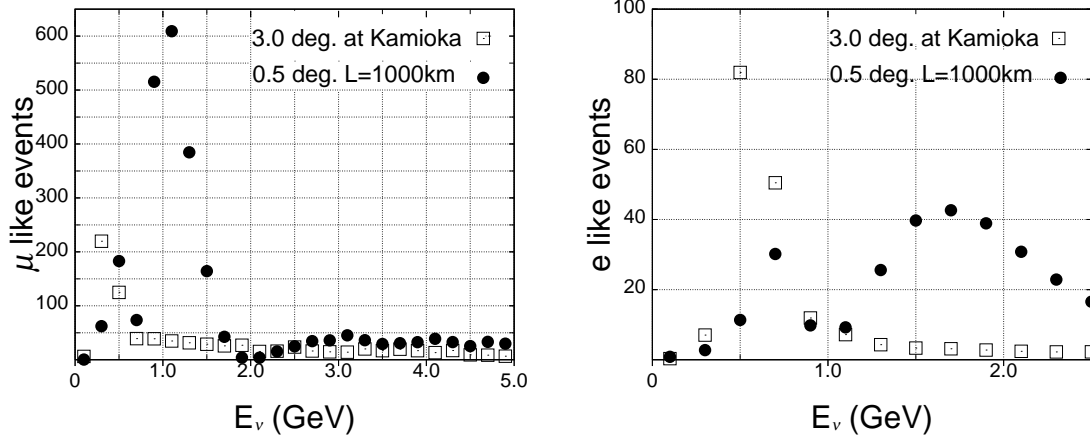 μ like events
600
500
400
300
200
100
3.0 deg. at Kamioka
0.5 deg. L=1000km
0 1.0 2.0 3.0 4.0 5.0
Eν (GeV)
e like events
100
80
60
40
20
3.0 deg. at Kamioka
0.5 deg. L=1000km
0 1.0 2.0
Eν (GeV)